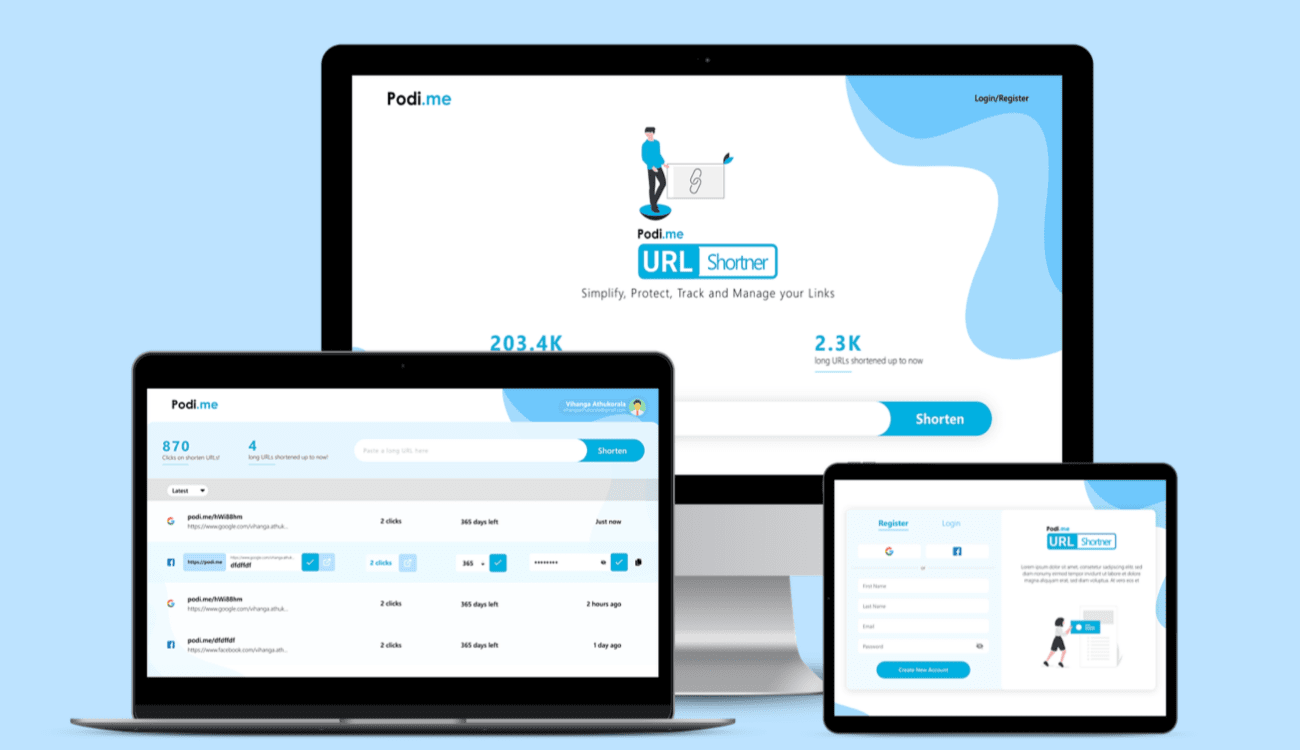 Podi.me
Login/Register
Podi.me
URL Shortner
Simplify, Protect, Track and Manage your Links
203.4K
2.3K
long URLs shortened up to now
Shorten
Podi.me
Vihanga Athukorala
870
Clicks on shorten URLs!
4
long URLs shortened up to now!
Paste a long URL here
Shorten
Latest
podi.me/hWi88hm
https://www.google.com/vihanga.athuk...
2 clicks
365 days left
Just now
https://podi.me
https://www.google.com/vihanga.athuk...
dfdffdf
2 clicks
365
••••••••
podi.me/hWi88hm
https://www.google.com/vihanga.athuk...
2 clicks
365 days left
2 hours ago
podi.me/dfdffdf
https://www.facebook.com/vihanga.ath...
2 clicks
365 days left
1 day ago
Register
Login
or
First Name
Last Name
Email
Password
Create New Account
Podi.me
URL Shortner
Lorem ipsum dolor sit amet, consetetur sadipscing elitr, sed
diam nonumy eirmod tempor invidunt ut labore et dolore
magna aliquyam erat, sed diam voluptua. At vero eos et